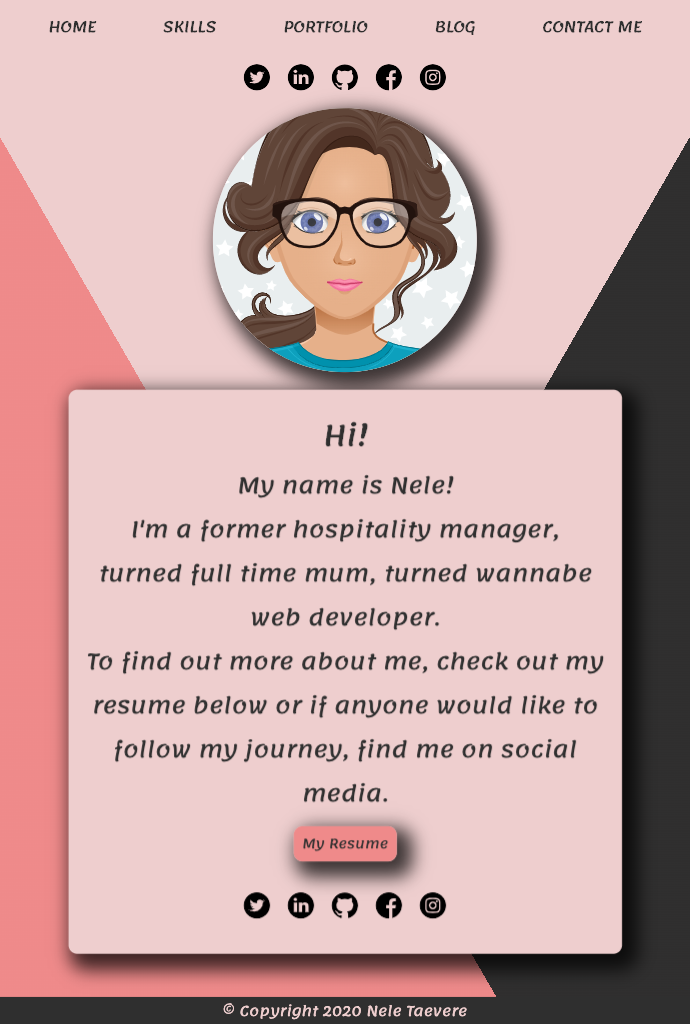 HOME SKILLS PORTFOLIO BLOG CONTACT ME
Hi!
My name is Nele!
I'm a former hospitality manager,
turned full time mum, turned wannabe
web developer.
To find out more about me, check out my
resume below or if anyone would like to
follow my journey, find me on social
media.
My Resume
© Copyright 2020 Nele Taevere